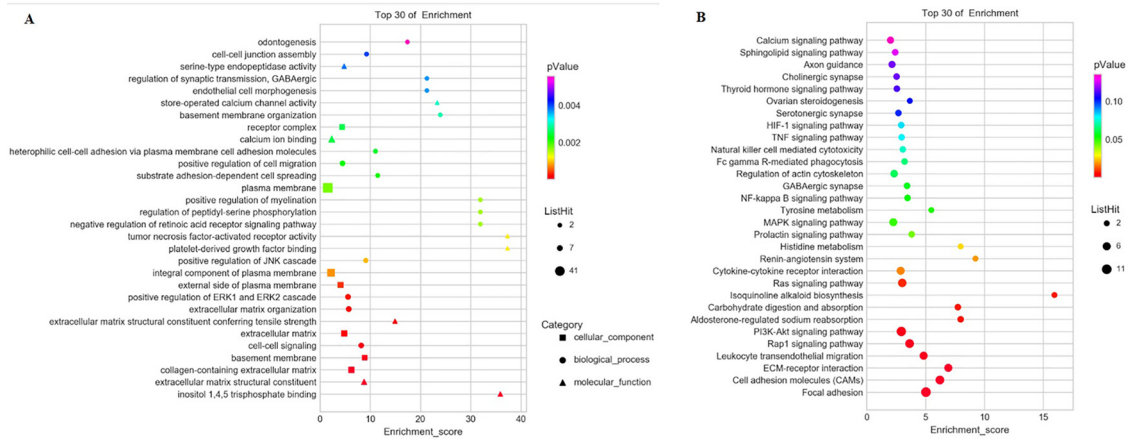 A
Top 30 of Enrichment
odontogenesis
cell-cell junction assembly
serine-type endopeptidase activity
regulation of synaptic transmission, GABAergic
endothelial cell morphogenesis
store-operated calcium channel activity
basement membrane organization
receptor complex
calcium ion binding
heterophilic cell-cell adhesion via plasma membrane cell adhesion molecules
positive regulation of cell migration
substrate adhesion-dependent cell spreading
plasma membrane
positive regulation of myelination
regulation of peptidyl-serine phosphorylation
negative regulation of retinoic acid receptor signaling pathway
tumor necrosis factor-activated receptor activity
platelet-derived growth factor binding
positive regulation of JNK cascade
integral component of plasma membrane
external side of plasma membrane
positive regulation of ERK1 and ERK2 cascade
extracellular matrix organization
extracellular matrix structural constituent conferring tensile strength
extracellular matrix
cell-cell signaling
basement membrane
collagen-containing extracellular matrix
extracellular matrix structural constituent
inositol 1,4,5 trisphosphate binding
0 10 20 30 40
Enrichment_score
pValue
0.004
0.002
ListHit
2
7
41
Category
cellular_component
biological_process
molecular_function
B
Top 30 of Enrichment
Calcium signaling pathway
Sphingolipid signaling pathway
Axon guidance
Cholinergic synapse
Thyroid hormone signaling pathway
Ovarian steroidogenesis
Serotonergic synapse
HIF-1 signaling pathway
TNF signaling pathway
Natural killer cell mediated cytotoxicity
Fc gamma R-mediated phagocytosis
Regulation of actin cytoskeleton
GABAergic synapse
NF-kappa B signaling pathway
Tyrosine metabolism
MAPK signaling pathway
Prolactin signaling pathway
Histidine metabolism
Renin-angiotensin system
Cytokine-cytokine receptor interaction
Ras signaling pathway
Isoquinoline alkaloid biosynthesis
Carbohydrate digestion and absorption
Aldosterone-regulated sodium reabsorption
PI3K-Akt signaling pathway
Rap1 signaling pathway
Leukocyte transendothelial migration
ECM-receptor interaction
Cell adhesion molecules (CAMs)
Focal adhesion
0 5 10 15
Enrichment_score
pValue
0.10
0.05
ListHit
2
6
11